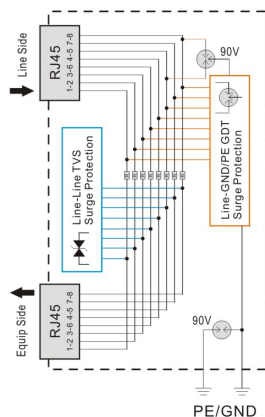 Line Side
RJ45
1-2 3-6 4-5 7-8
90V
Line-GND/PE GDT
Surge Protection
Line-Line TVS
Surge Protection
Equip Side
RJ45
1-2 3-6 4-5 7-8
90V
PE/GND